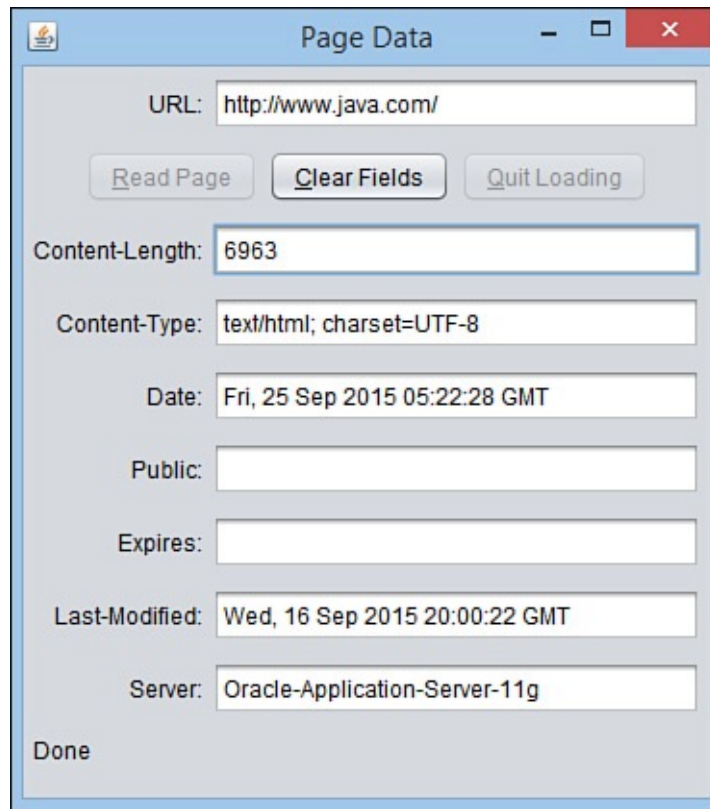 Page Data
URL: http://www.java.com/
Read Page Clear Fields Quit Loading
Content-Length: 6963
Content-Type: text/html; charset=UTF-8
Date: Fri, 25 Sep 2015 05:22:28 GMT
Public:
Expires:
Last-Modified: Wed, 16 Sep 2015 20:00:22 GMT
Server: Oracle-Application-Server-11g
Done